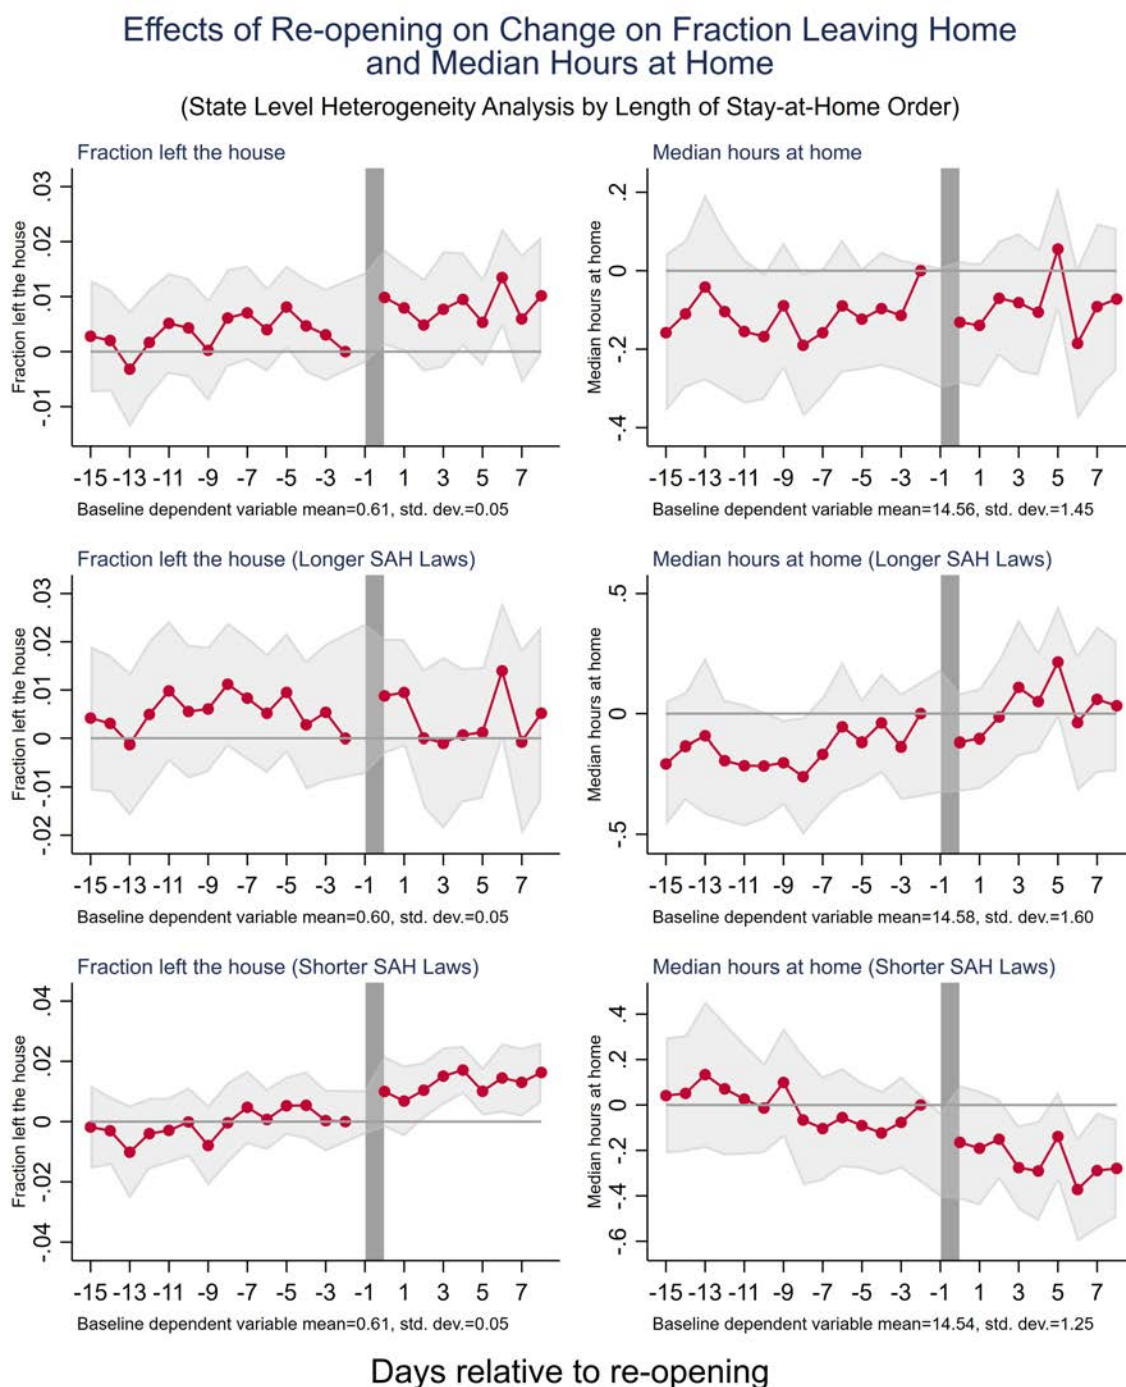 Effects of Re-opening on Change on Fraction Leaving Home
and Median Hours at Home
(State Level Heterogeneity Analysis by Length of Stay-at-Home Order)
Fraction left the house
Fraction left the house
.03
.02
.01
0
-.01
-15 -13 -11 -9 -7 -5 -3 -1 1 3 5 7
Baseline dependent variable mean=0.61, std. dev.=0.05
Median hours at home
Median hours at home
.2
0
-.2
-.4
-15 -13 -11 -9 -7 -5 -3 -1 1 3 5 7
Baseline dependent variable mean=14.56, std. dev.=1.45
Fraction left the house (Longer SAH Laws)
Fraction left the house
.03
.02
.01
0
-.01
-.02
-15 -13 -11 -9 -7 -5 -3 -1 1 3 5 7
Baseline dependent variable mean=0.60, std. dev.=0.05
Median hours at home (Longer SAH Laws)
Median hours at home
.5
0
-.5
-15 -13 -11 -9 -7 -5 -3 -1 1 3 5 7
Baseline dependent variable mean=14.58, std. dev.=1.60
Fraction left the house (Shorter SAH Laws)
Fraction left the house
.04
.02
0
-.02
-.04
-15 -13 -11 -9 -7 -5 -3 -1 1 3 5 7
Baseline dependent variable mean=0.61, std. dev.=0.05
Median hours at home (Shorter SAH Laws)
Median hours at home
.4
.2
0
-.2
-.4
-.6
-15 -13 -11 -9 -7 -5 -3 -1 1 3 5 7
Baseline dependent variable mean=14.54, std. dev.=1.25
Days relative to re-opening